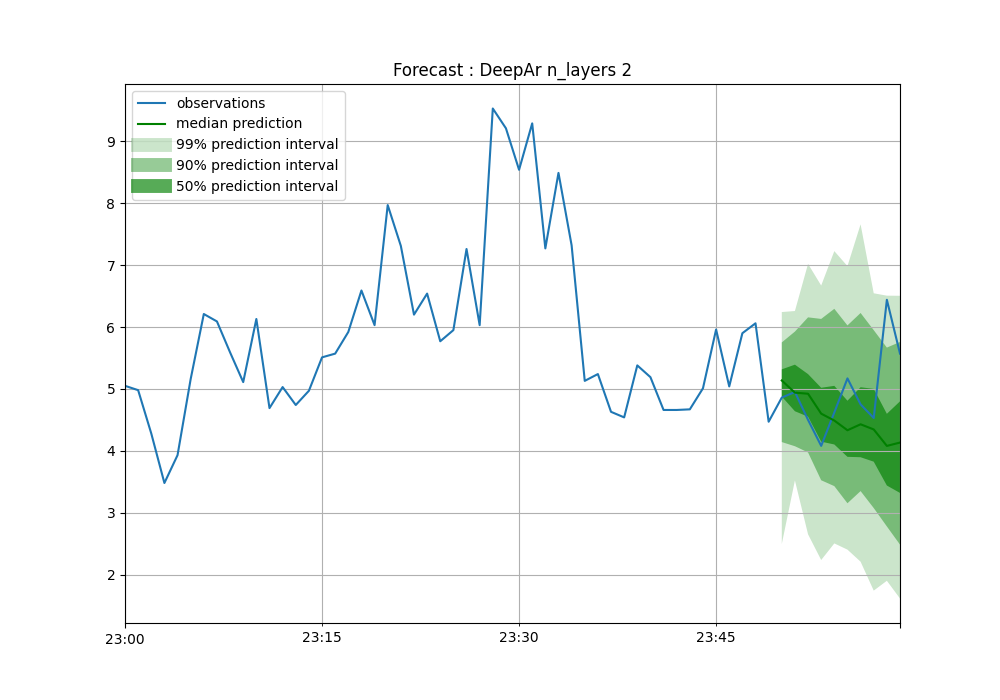 Forecast : DeepAr n_layers 2
observations
median prediction
99% prediction interval
90% prediction interval
50% prediction interval
9
8
7
6
5
4
3
2
23:00
23:15
23:30
23:45